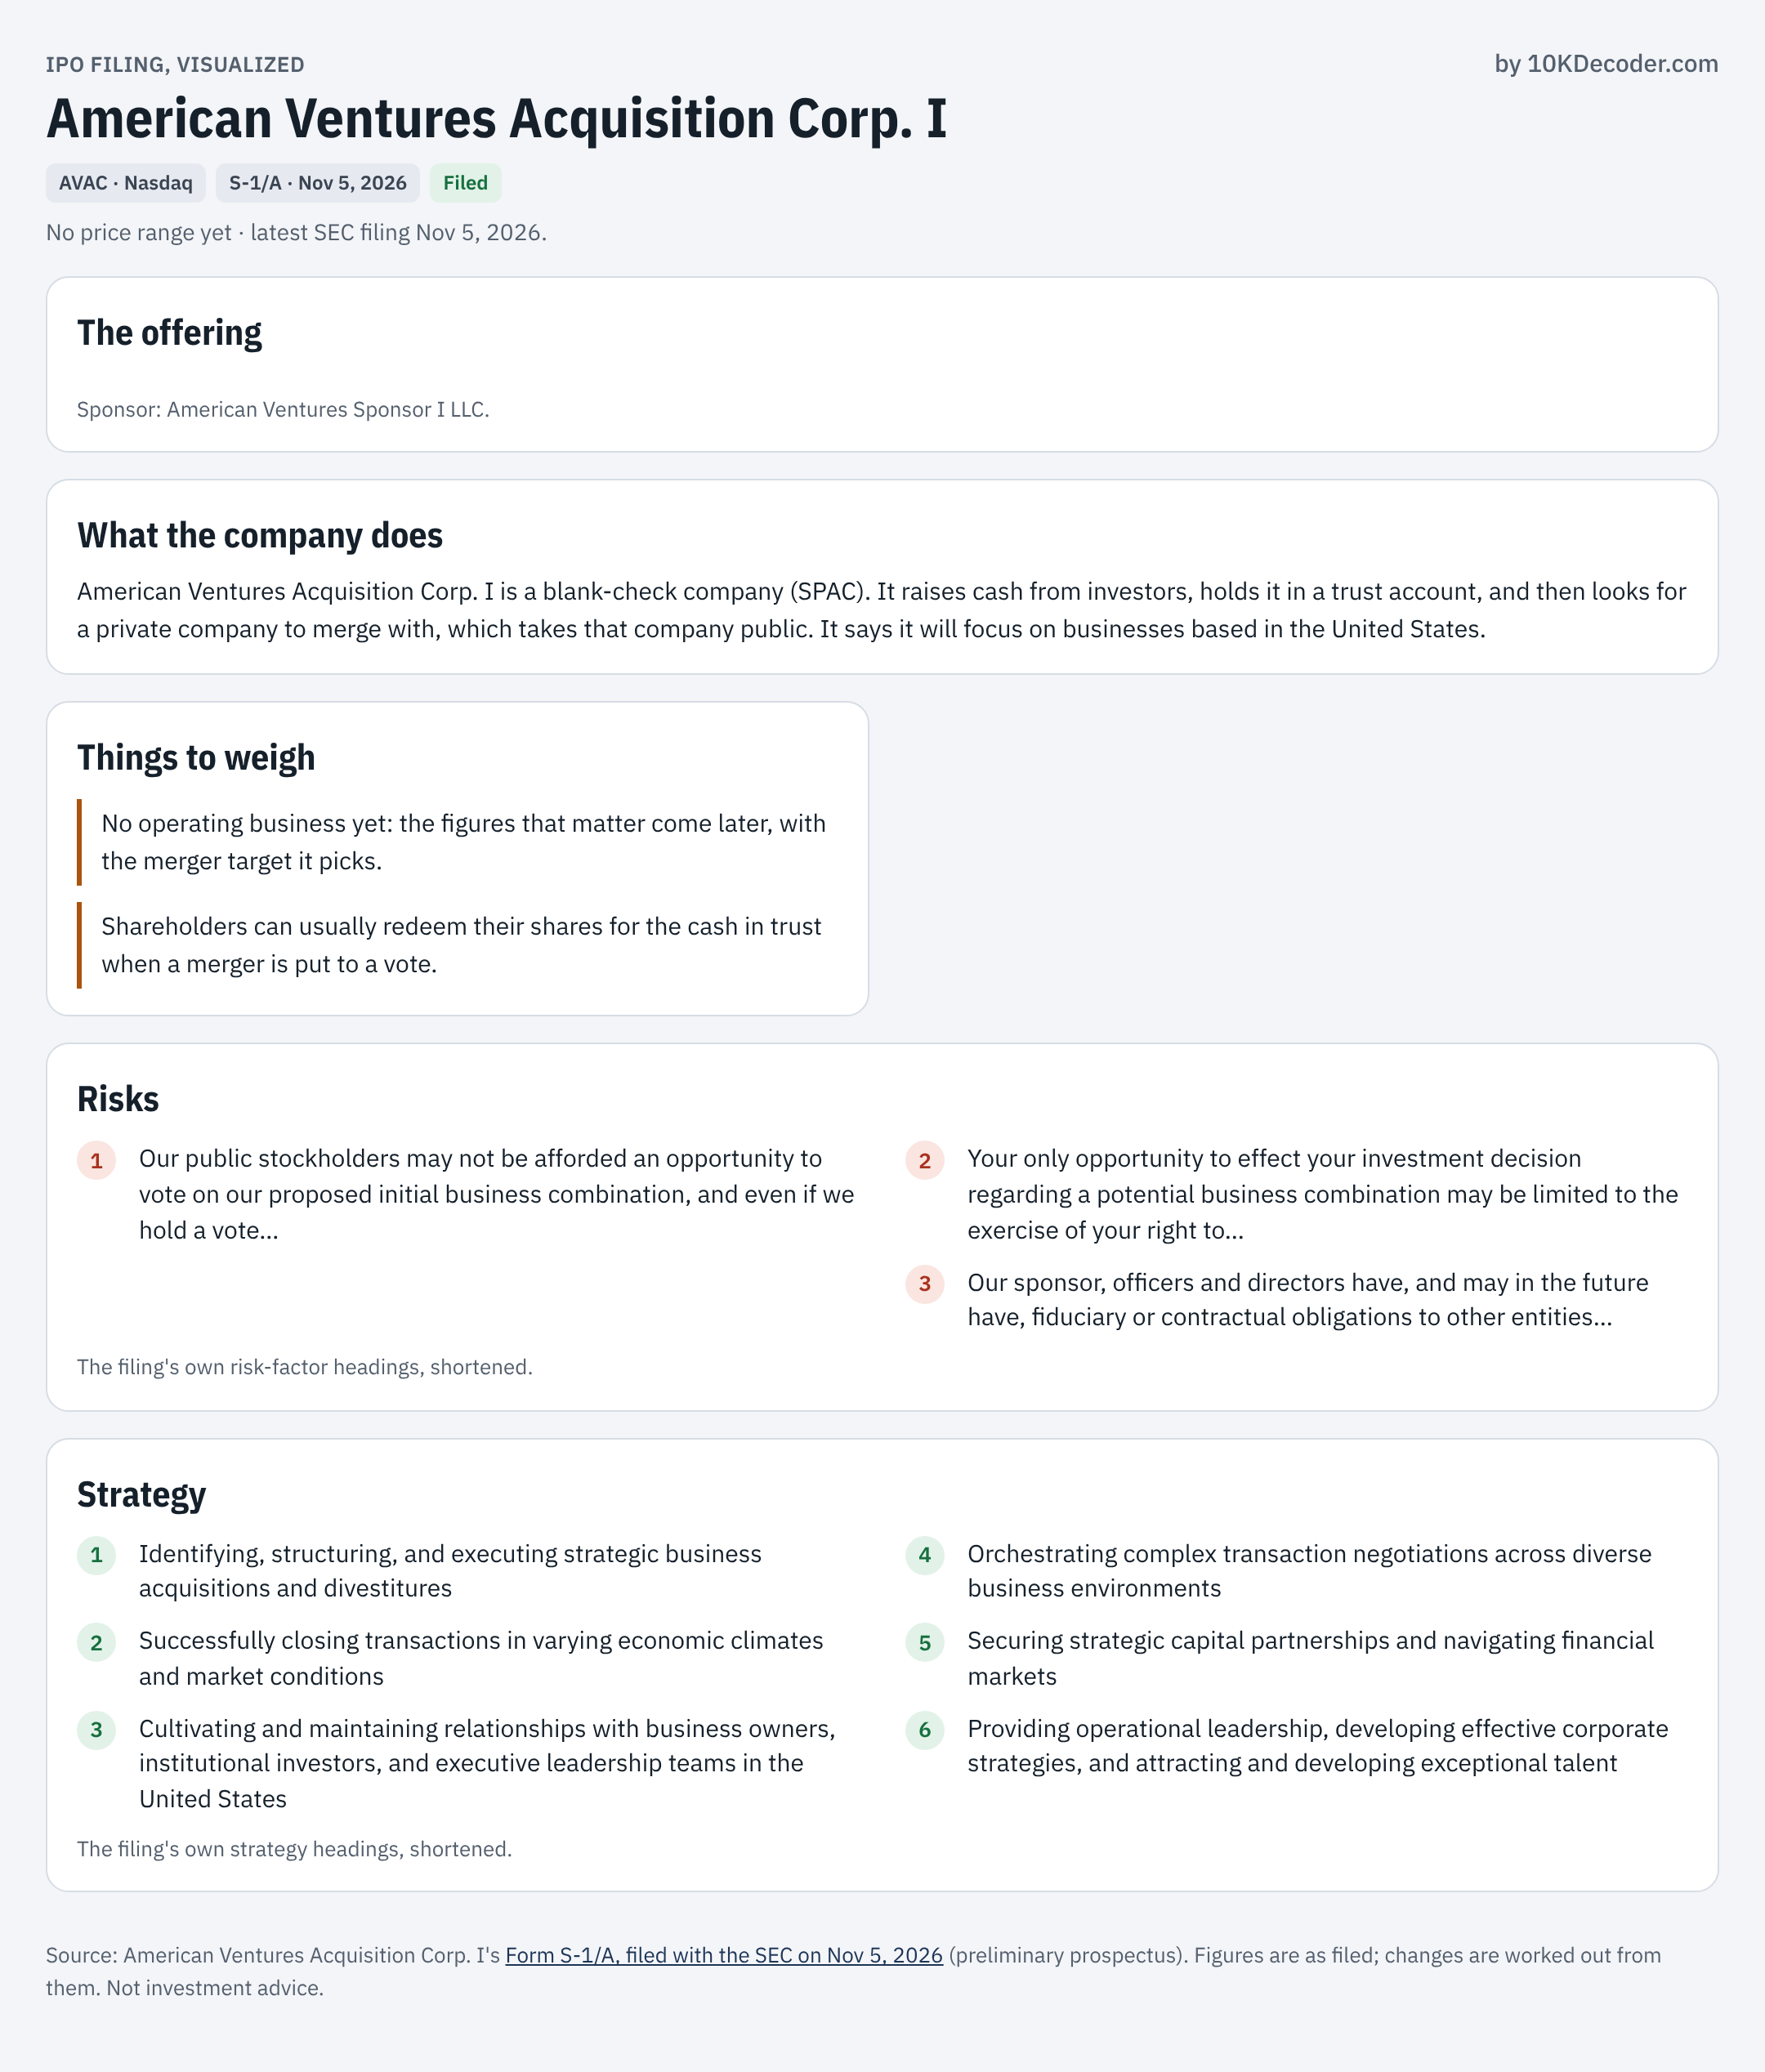 IPO FILING, VISUALIZED
by 10KDecoder.com
American Ventures Acquisition Corp. I
AVAC · Nasdaq
S-1/A · Nov 5, 2026
Filed
No price range yet · latest SEC filing Nov 5, 2026.
The offering
Sponsor: American Ventures Sponsor I LLC.
What the company does
American Ventures Acquisition Corp. I is a blank-check company (SPAC). It raises cash from investors, holds it in a trust account, and then looks for
a private company to merge with, which takes that company public. It says it will focus on businesses based in the United States.
Things to weigh
No operating business yet: the figures that matter come later, with
the merger target it picks.
Shareholders can usually redeem their shares for the cash in trust
when a merger is put to a vote.
Risks
1
Our public stockholders may not be afforded an opportunity to
vote on our proposed initial business combination, and even if we
hold a vote...
2
Your only opportunity to effect your investment decision
regarding a potential business combination may be limited to the
exercise of your right to...
3
Our sponsor, officers and directors have, and may in the future
have, fiduciary or contractual obligations to other entities...
The filing's own risk-factor headings, shortened.
Strategy
1
Identifying, structuring, and executing strategic business
acquisitions and divestitures
2
Successfully closing transactions in varying economic climates
and market conditions
3
Cultivating and maintaining relationships with business owners,
institutional investors, and executive leadership teams in the
United States
4
Orchestrating complex transaction negotiations across diverse
business environments
5
Securing strategic capital partnerships and navigating financial
markets
6
Providing operational leadership, developing effective corporate
strategies, and attracting and developing exceptional talent
The filing's own strategy headings, shortened.
Source: American Ventures Acquisition Corp. I's Form S-1/A, filed with the SEC on Nov 5, 2026 (preliminary prospectus). Figures are as filed; changes are worked out from
them. Not investment advice.